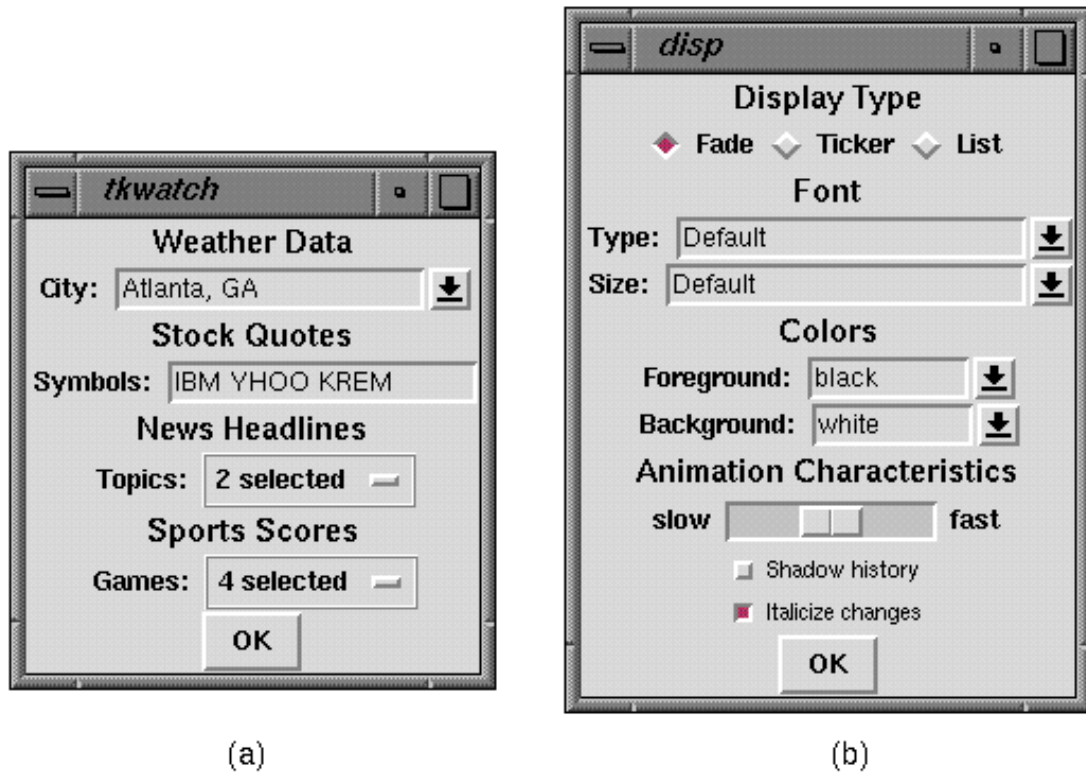 tkwatch
Weather Data
City: Atlanta, GA
Stock Quotes
Symbols: IBM YHOO KREM
News Headlines
Topics: 2 selected
Sports Scores
Games: 4 selected
OK
(a)
disp
Display Type
Fade Ticker List
Font
Type: Default
Size: Default
Colors
Foreground: black
Background: white
Animation Characteristics
slow fast
Shadow history
Italicize changes
OK
(b)